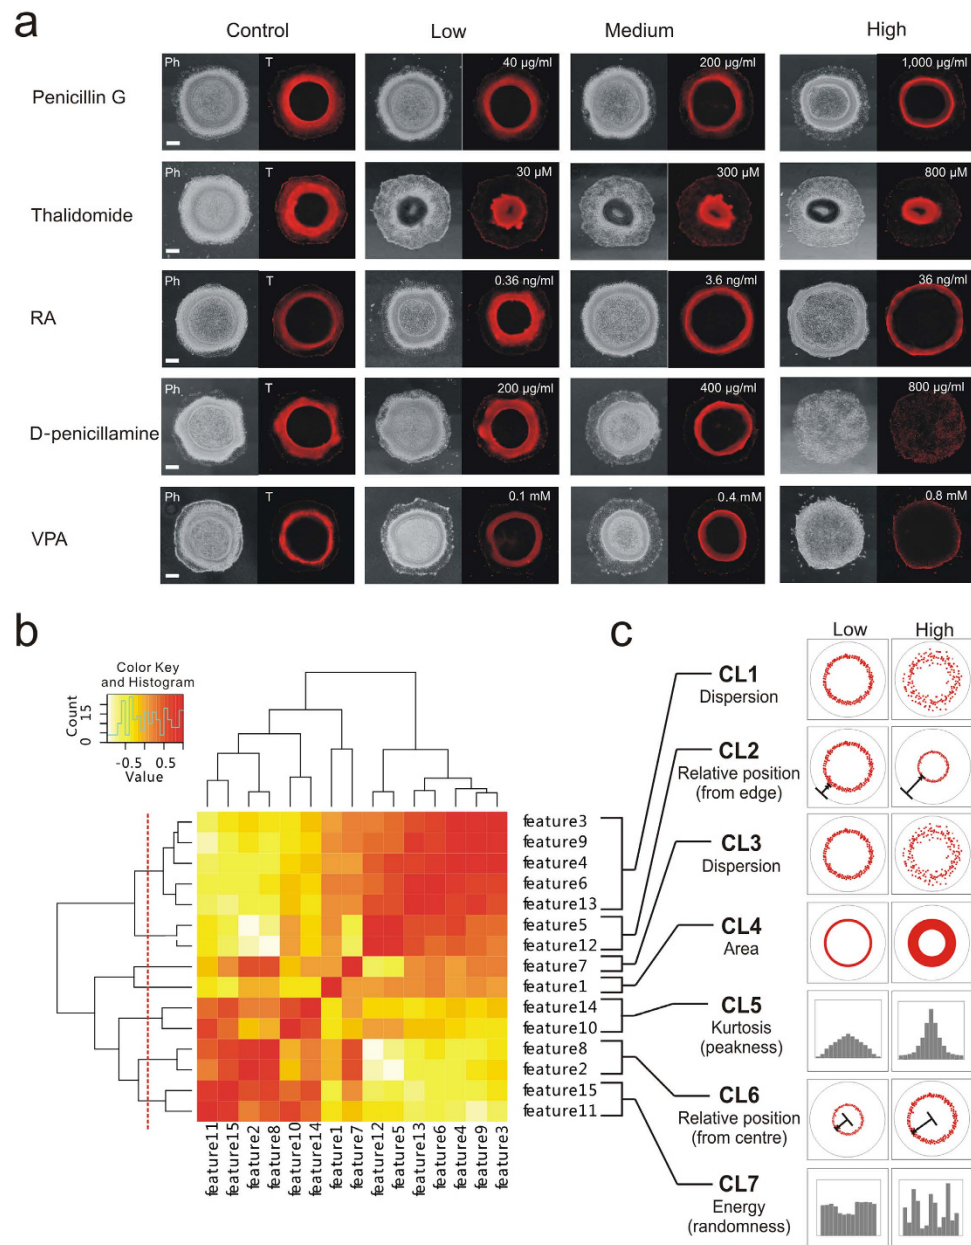 a
Control
Low
Medium
High
Penicillin G
Ph
T
40 µg/ml
200 µg/ml
1,000 µg/ml
Thalidomide
Ph
T
30 µM
300 µM
800 µM
RA
Ph
T
0.36 ng/ml
3.6 ng/ml
36 ng/ml
D-penicillamine
Ph
T
200 µg/ml
400 µg/ml
800 µg/ml
VPA
Ph
T
0.1 mM
0.4 mM
0.8 mM
b
Color Key
and Histogram
Count
0 15
-0.5 0.5
Value
feature3
feature9
feature4
feature6
feature13
feature5
feature12
feature7
feature1
feature14
feature10
feature8
feature2
feature15
feature11
feature11
feature15
feature2
feature8
feature10
feature14
feature1
feature7
feature12
feature5
feature13
feature6
feature4
feature9
feature3
c
Low
High
CL1
Dispersion
CL2
Relative position
(from edge)
CL3
Dispersion
CL4
Area
CL5
Kurtosis
(peakness)
CL6
Relative position
(from centre)
CL7
Energy
(randomness)